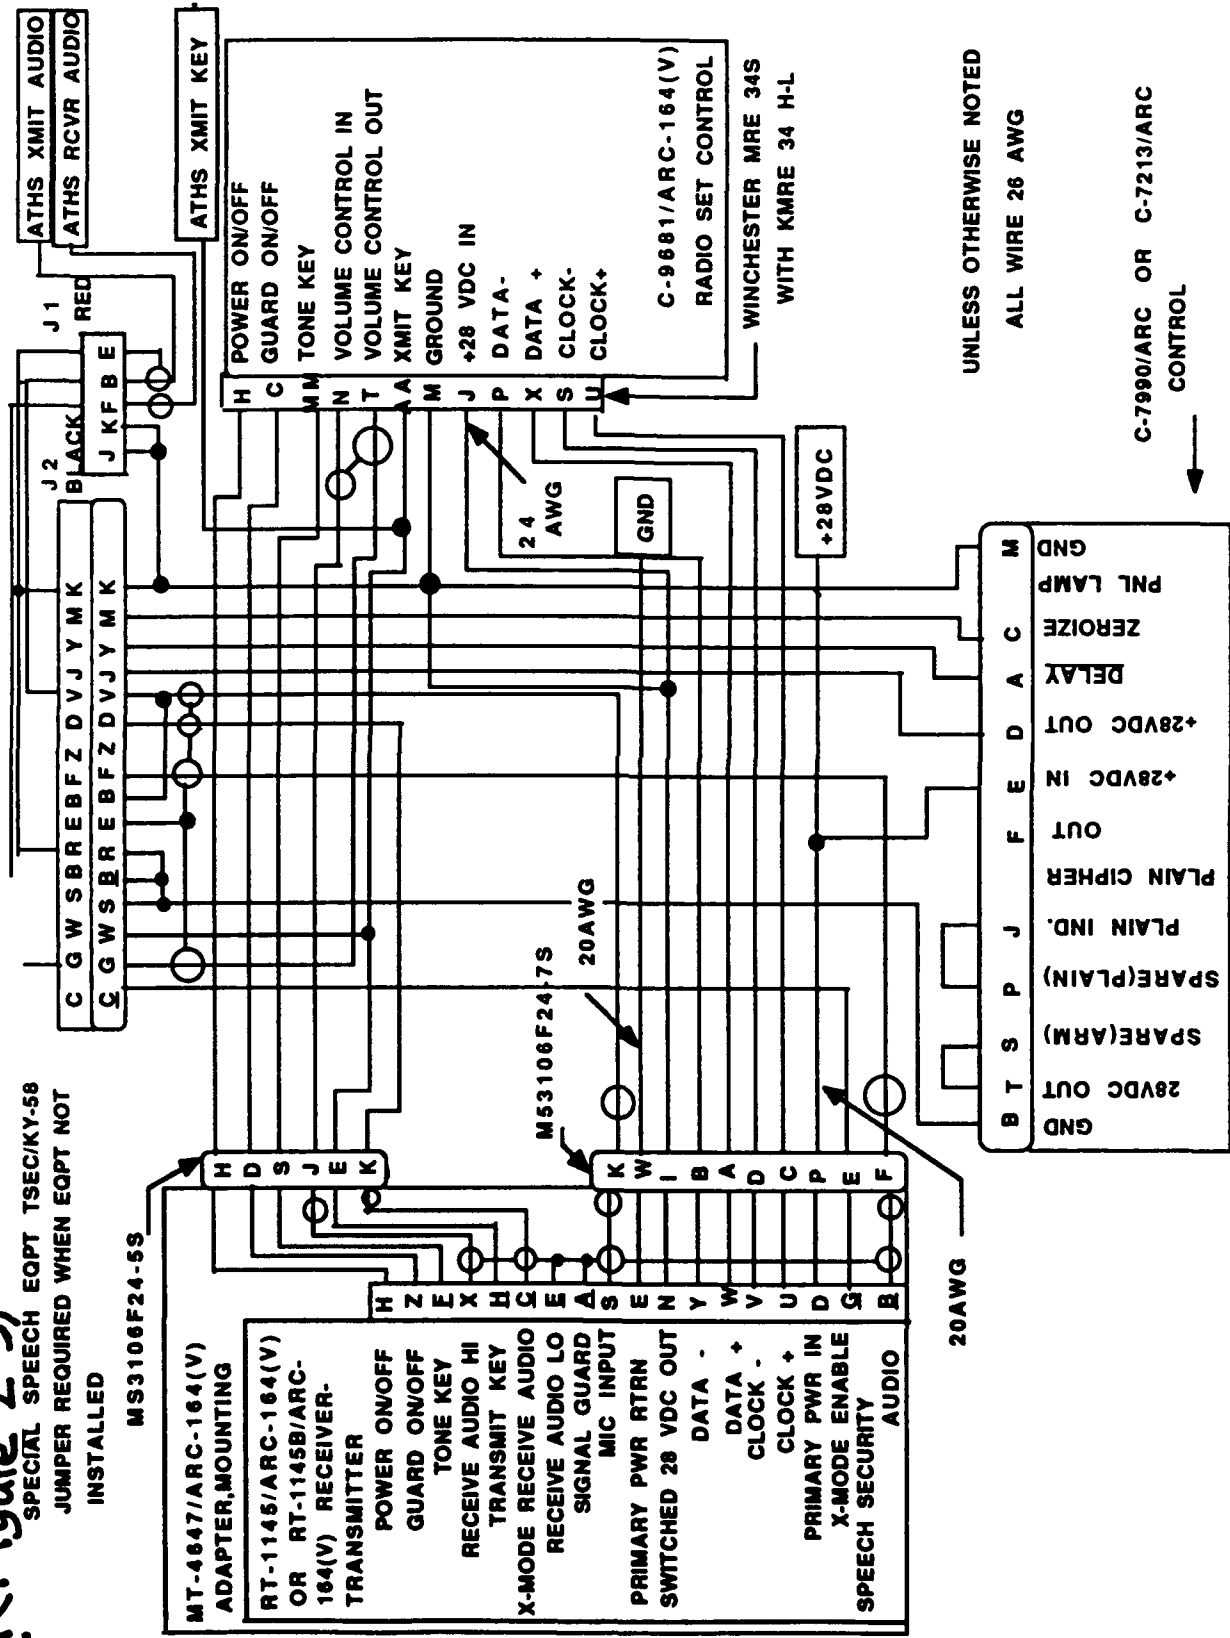 SPECIAL SPEECH EQPT TSEC/KY-58
JUMPER REQUIRED WHEN EQPT NOT
INSTALLED
ATHS XMIT AUDIO
ATHS RCVR AUDIO
ATHS XMIT KEY
J1
RED
J2
BLACK
J K F B E
C G W S B R E B F Z D V J Y M K
C G W S B R E B F Z D V J Y M K
MS3106F24-5S
H
D
S
J
E
K
MT-4647/ARC-164(V)
ADAPTER,MOUNTING
RT-1145/ARC-164(V)
OR RT-1145B/ARC-
164(V) RECEIVER-
TRANSMITTER
POWER ON/OFF H
GUARD ON/OFF Z
TONE KEY F
RECEIVE AUDIO HI X
TRANSMIT KEY H
X-MODE RECEIVE AUDIO C
RECEIVE AUDIO LO E
SIGNAL GUARD A
MIC INPUT S
PRIMARY PWR RTRN E
SWITCHED 28 VDC OUT N
DATA - Y
DATA + W
CLOCK - V
CLOCK + U
PRIMARY PWR IN D
X-MODE ENABLE G
SPEECH SECURITY
AUDIO B
M53106F24-7S
K
W
I
B
A
D
C
P
E
F
20AWG
20AWG
H POWER ON/OFF
C GUARD ON/OFF
MM TONE KEY
N VOLUME CONTROL IN
T VOLUME CONTROL OUT
AA XMIT KEY
M GROUND
J +28 VDC IN
P DATA-
X DATA +
S CLOCK-
U CLOCK+
C-9681/ARC-164(V)
RADIO SET CONTROL
WINCHESTER MRE 34S
WITH KMRE 34 H-L
24
AWG
GND
+28VDC
UNLESS OTHERWISE NOTED
ALL WIRE 26 AWG
C-7990/ARC OR C-7213/ARC
CONTROL
B T S P J F E D A C M
GND
28VDC OUT
SPARE(ARM)
SPARE(PLAIN)
PLAIN IND.
PLAIN CIPHER
OUT
+28VDC IN
+28VDC OUT
DELAY
ZEROIZE
PNL LAMP
GND